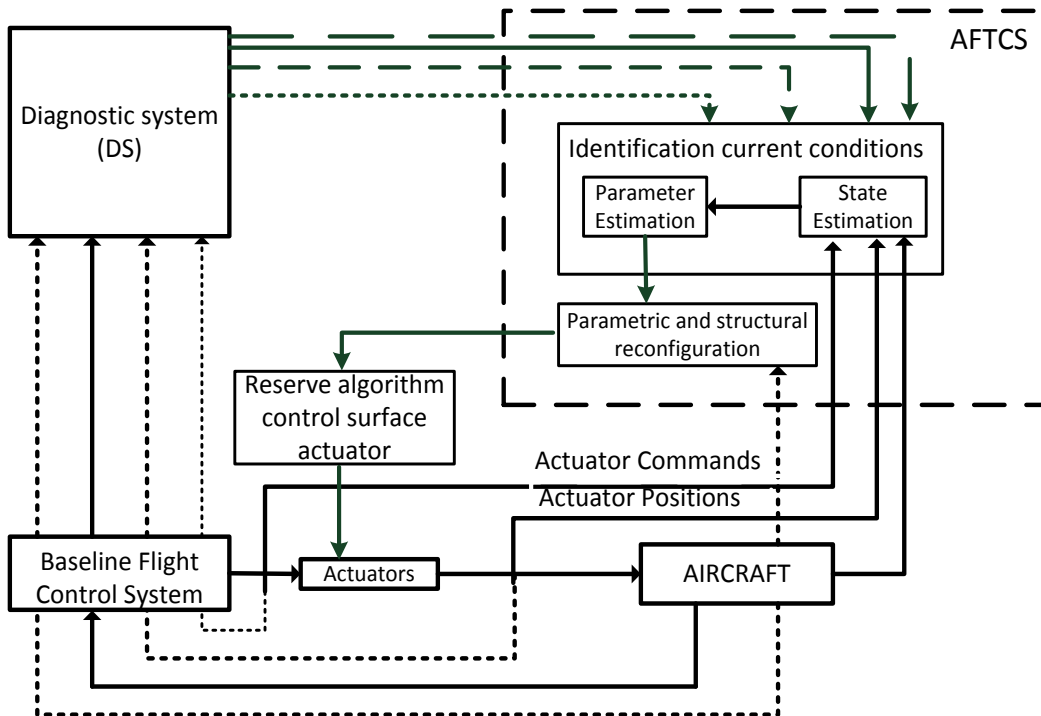 AFTCS
Diagnostic system
(DS)
Identification current conditions
Parameter
Estimation
State
Estimation
Parametric and structural
reconfiguration
Reserve algorithm
control surface
actuator
Actuator Commands
Actuator Positions
Baseline Flight
Control System
Actuators
AIRCRAFT